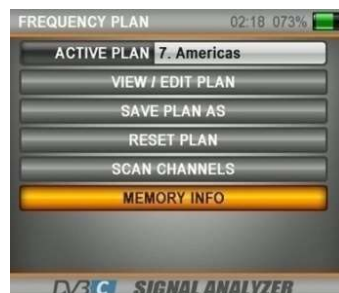 FREQUENCY PLAN 02:18 073%
ACTIVE PLAN 7. Americas
VIEW / EDIT PLAN
SAVE PLAN AS
RESET PLAN
SCAN CHANNELS
MEMORY INFO
DVB C SIGNAL ANALYZER